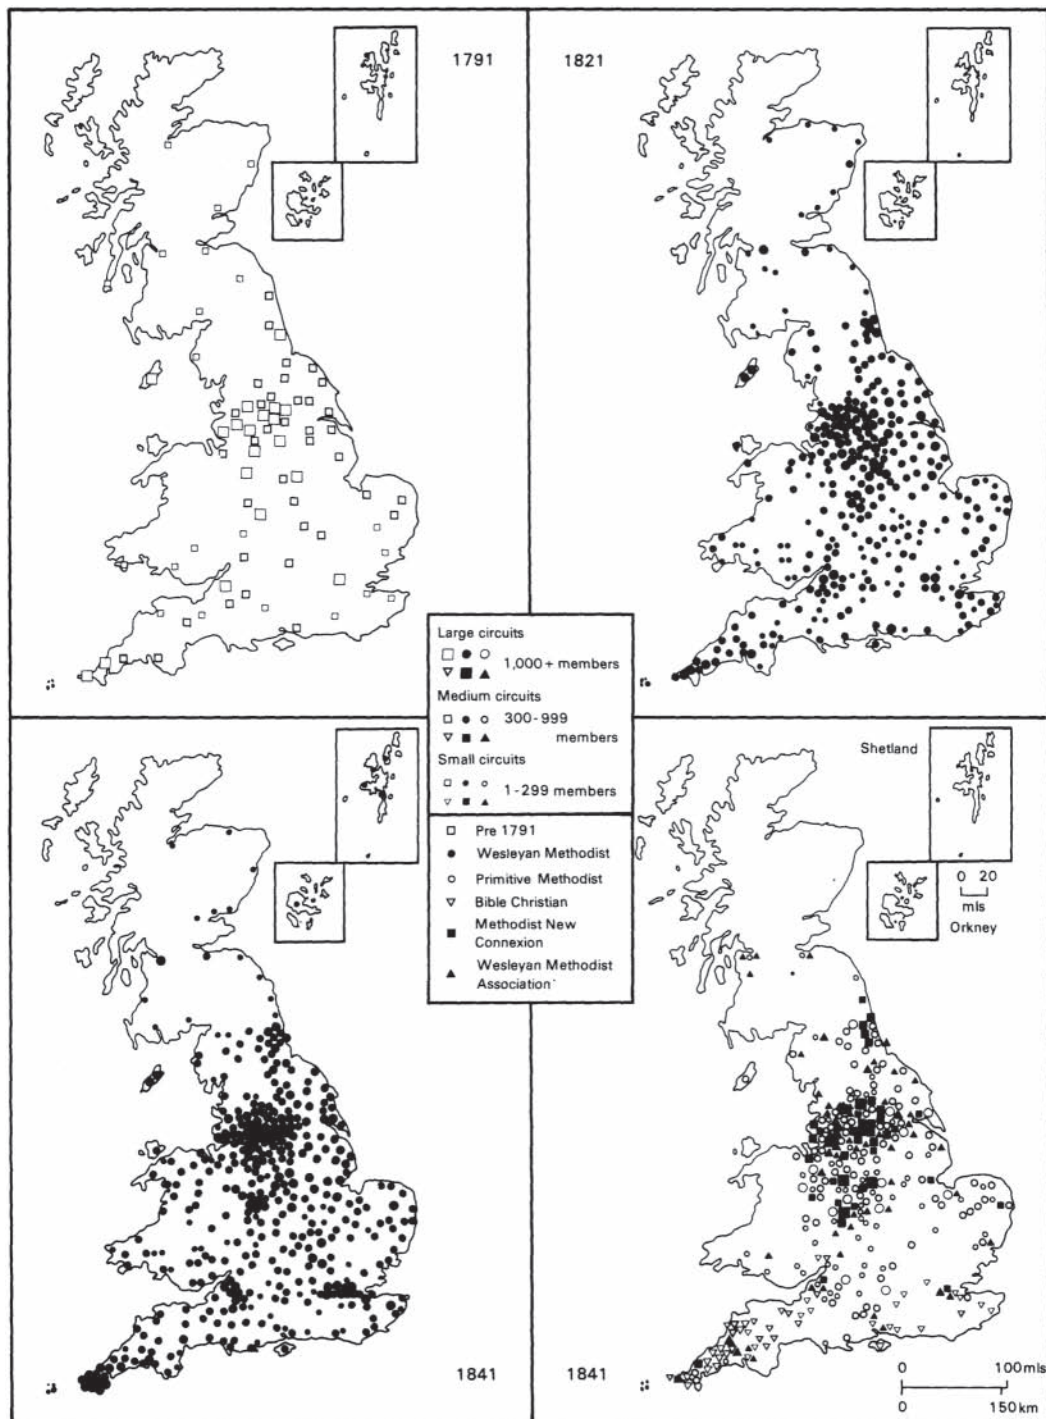 1791
1821
Large circuits
1,000 + members
Medium circuits
300-999
members
Small circuits
1-299 members
Pre 1791
Wesleyan Methodist
Primitive Methodist
Bible Christian
Methodist New
Connexion
Wesleyan Methodist
Association
1841
Shetland
0 20
mls
Orkney
1841
0 100 mls
0 150 km